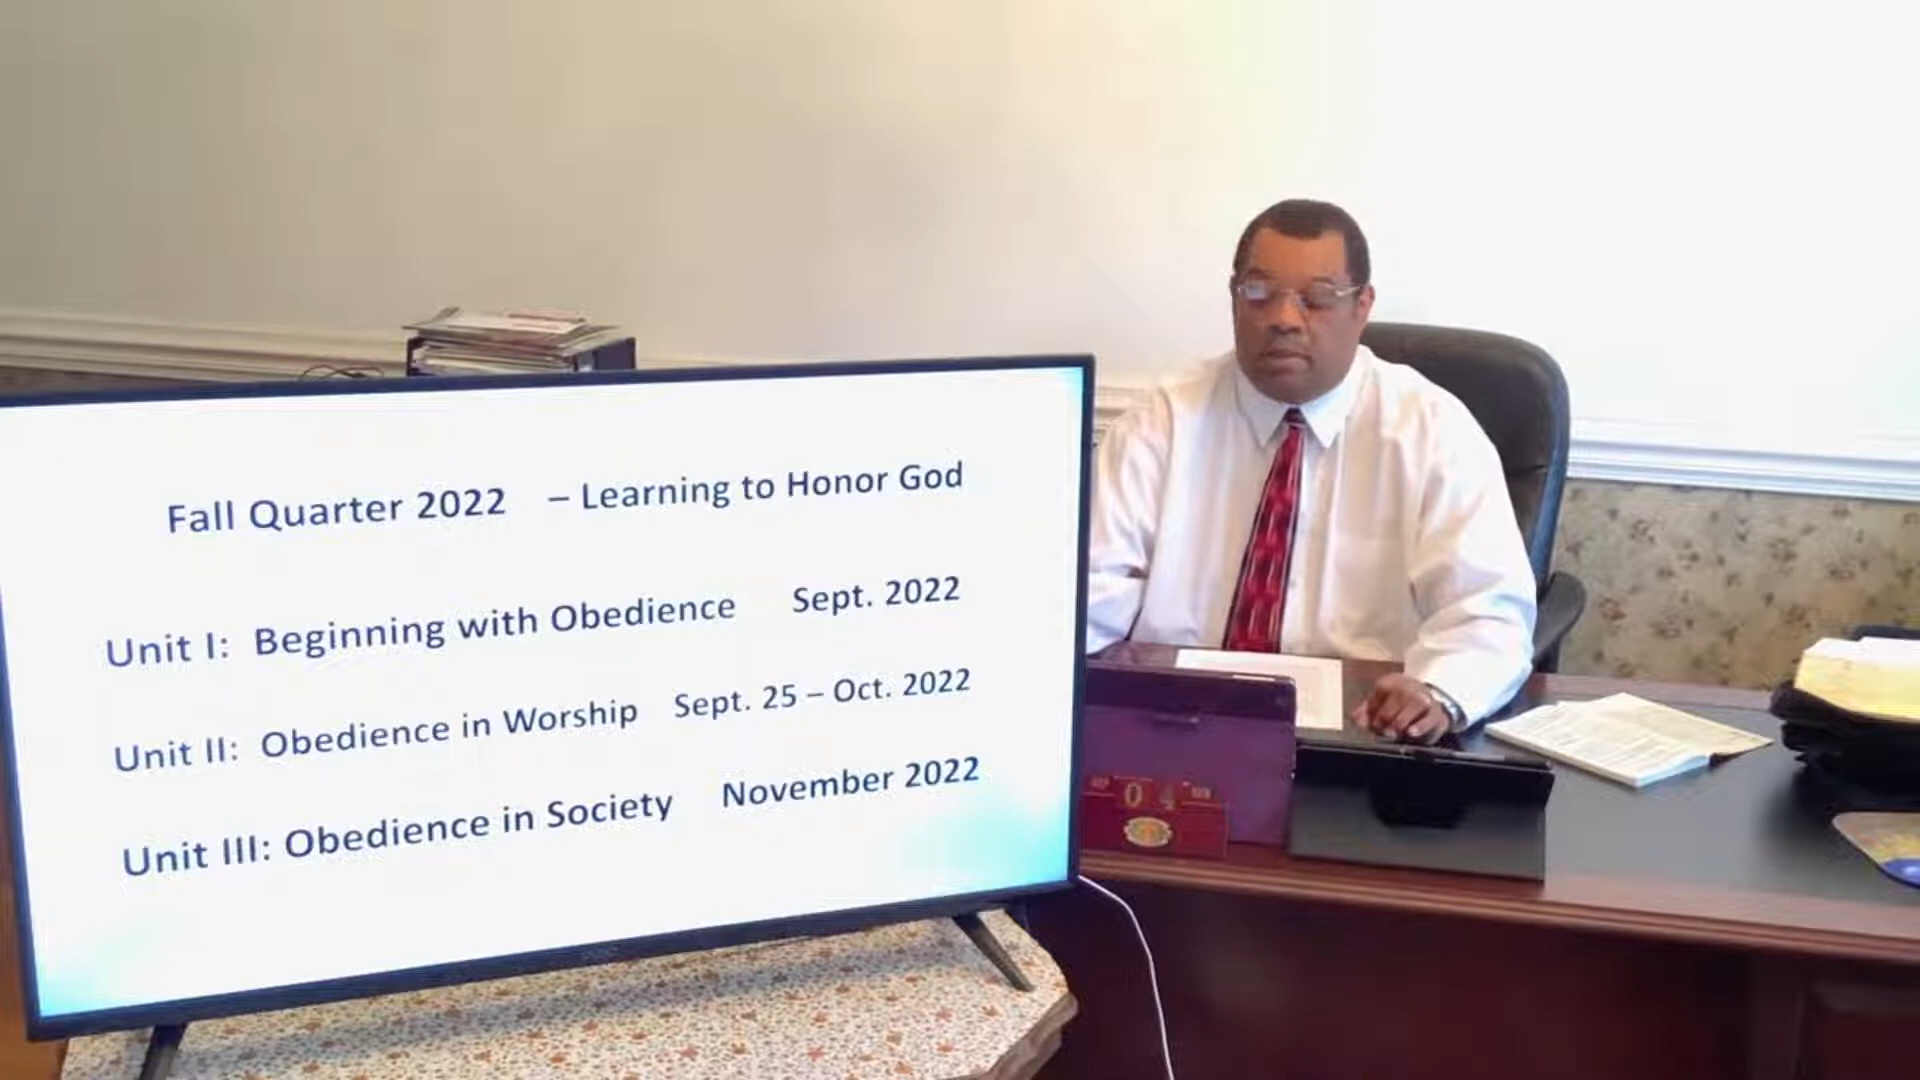 Fall Quarter 2022 – Learning to Honor God
Unit I: Beginning with Obedience Sept. 2022
Unit II: Obedience in Worship Sept. 25 – Oct. 2022
Unit III: Obedience in Society November 2022
04